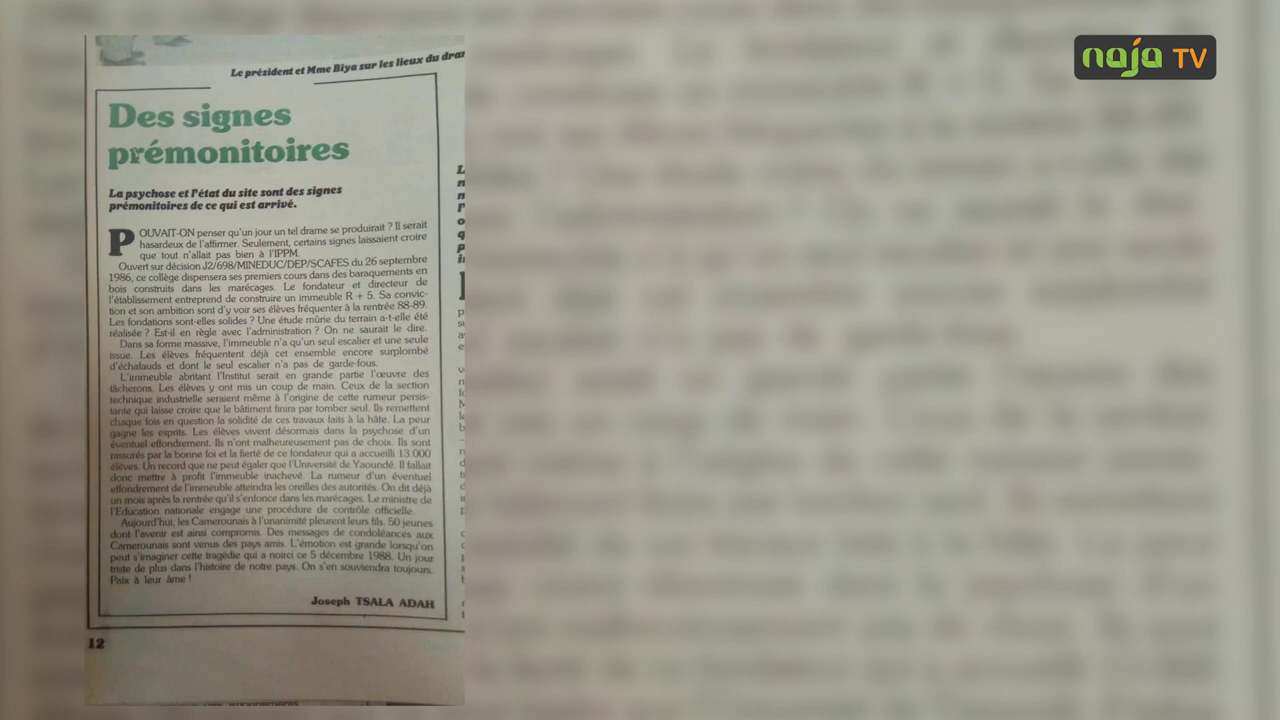 naja TV
Le président et Mme Biya sur les lieux du
Des signes
prémonitoires
La psychose et l'état du site sont des signes
prémonitoires de ce qui est arrivé.
POUVAIT-ON penser qu'un jour un tel drame se produirait ? Il serait
hasardeux de l'affirmer. Seulement, certains signes laissaient croire
que tout n'allait pas bien à l'IPPM.
Ouvert sur décision J2/698/MINEDUC/DEP/SCAFES du 26 septembre
1986, ce collège dispensera ses premiers cours dans des baraquements en
bois construits dans les marécages. Le fondateur et directeur de
l'établissement entreprend de construire un immeuble R + 5. Sa convic-
tion et son ambition sont d'y voir ses élèves fréquenter à la rentrée 88-89.
Les fondations sont-elles solides ? Une étude mûrie du terrain a-t-elle été
réalisée ? Est-il en règle avec l'administration ? On ne saurait le dire.
Dans sa forme massive, l'immeuble n'a qu'un seul escalier et une seule
issue. Les élèves fréquentent déjà cet ensemble encore surplombé
d'échafauds et dont le seul escalier n'a pas de garde-fous.
L'immeuble abritant l'Institut serait en grande partie l'œuvre des
tâcherons. Les élèves y ont mis un coup de main. Ceux de la section
technique industrielle seraient même à l'origine de cette rumeur persis-
tante qui laisse croire que le bâtiment finira par tomber seul. Ils remettent
chaque fois en question la solidité de ces travaux faits à la hâte. La peur
gagne les esprits. Les élèves vivent désormais dans la psychose d'un
éventuel effondrement. Ils n'ont malheureusement pas de choix. Ils sont
rassurés par la bonne foi et la fierté de ce fondateur qui a accueilli 13 000
élèves. Un record que ne peut égaler que l'Université de Yaoundé. Il fallait
donc mettre à profit l'immeuble inachevé. La rumeur d'un éventuel
effondrement de l'immeuble atteindra les oreilles des autorités. On dit déjà
un mois après la rentrée qu'il s'enfonce dans les marécages. Le ministre de
l'Education nationale engage une procédure de contrôle officielle.
Aujourd'hui, les Camerounais à l'unanimité pleurent leurs fils. 50 jeunes
dont l'avenir est ainsi compromis. Des messages de condoléances aux
Camerounais sont venus des pays amis. L'émotion est grande lorsqu'on
peut s'imaginer cette tragédie qui a noirci ce 5 décembre 1988. Un jour
triste de plus dans l'histoire de notre pays. On s'en souviendra toujours.
Paix à leur âme !
Joseph TSALA ADAH
12